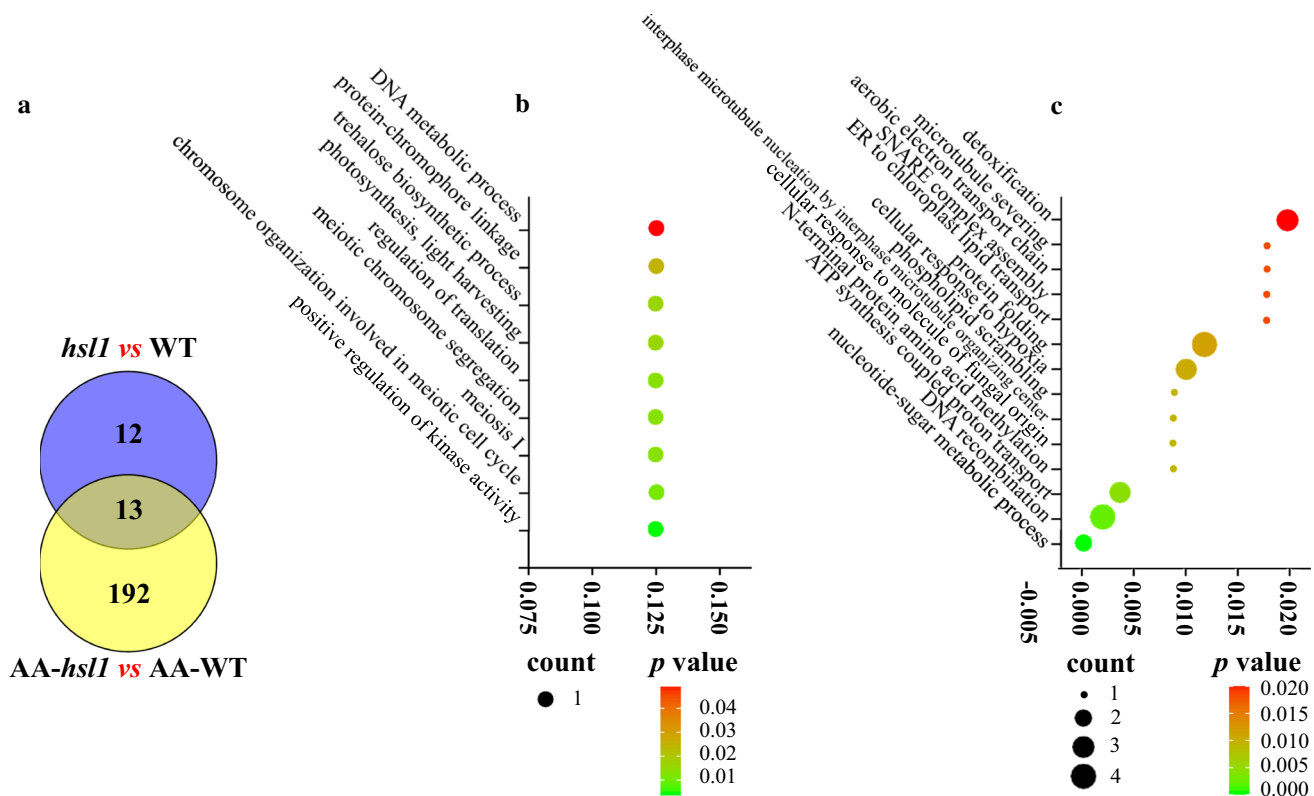 a
hsl1 vs WT
12
13
192
AA-hsl1 vs AA-WT
b
DNA metabolic process
protein-chromophore linkage
trehalose biosynthetic process
photosynthesis, light harvesting
regulation of translation
meiotic chromosome segregation
meiosis I
chromosome organization involved in meiotic cell cycle
positive regulation of kinase activity
0.075
0.100
0.125
0.150
count
1
p value
0.04
0.03
0.02
0.01
c
detoxification
microtubule severing
aerobic electron transport chain
SNARE complex assembly
ER to chloroplast lipid transport
protein folding
cellular response to hypoxia
phospholipid scrambling
interphase microtubule nucleation by interphase microtubule organizing center
cellular response to molecule of fungal origin
N-terminal protein amino acid methylation
ATP synthesis coupled proton transport
DNA recombination
nucleotide-sugar metabolic process
-0.005
0.000
0.005
0.010
0.015
0.020
count
1
2
3
4
p value
0.020
0.015
0.010
0.005
0.000